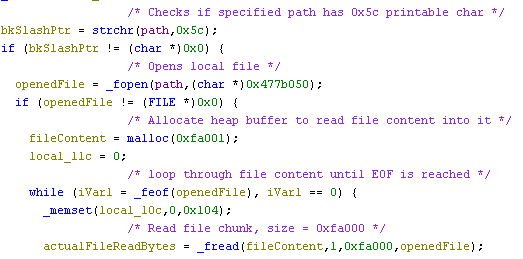 /* Checks if specified path has 0x5c printable char */
bkSlashPtr = strchr(path,0x5c);
if (bkSlashPtr != (char *)0x0) {
/* Opens local file */
openedFile = _fopen(path,(char *)0x477b050);
if (openedFile != (FILE *)0x0) {
/* Allocate heap buffer to read file content into it */
fileContent = malloc(0xfa001);
local_11c = 0;
/* loop through file content until EOF is reached */
while (iVar1 = _feof(openedFile), iVar1 == 0) {
_memset(local_10c,0,0x104);
/* Read file chunk, size = 0xfa000 */
actualFileReadBytes = _fread(fileContent,1,0xfa000,openedFile);